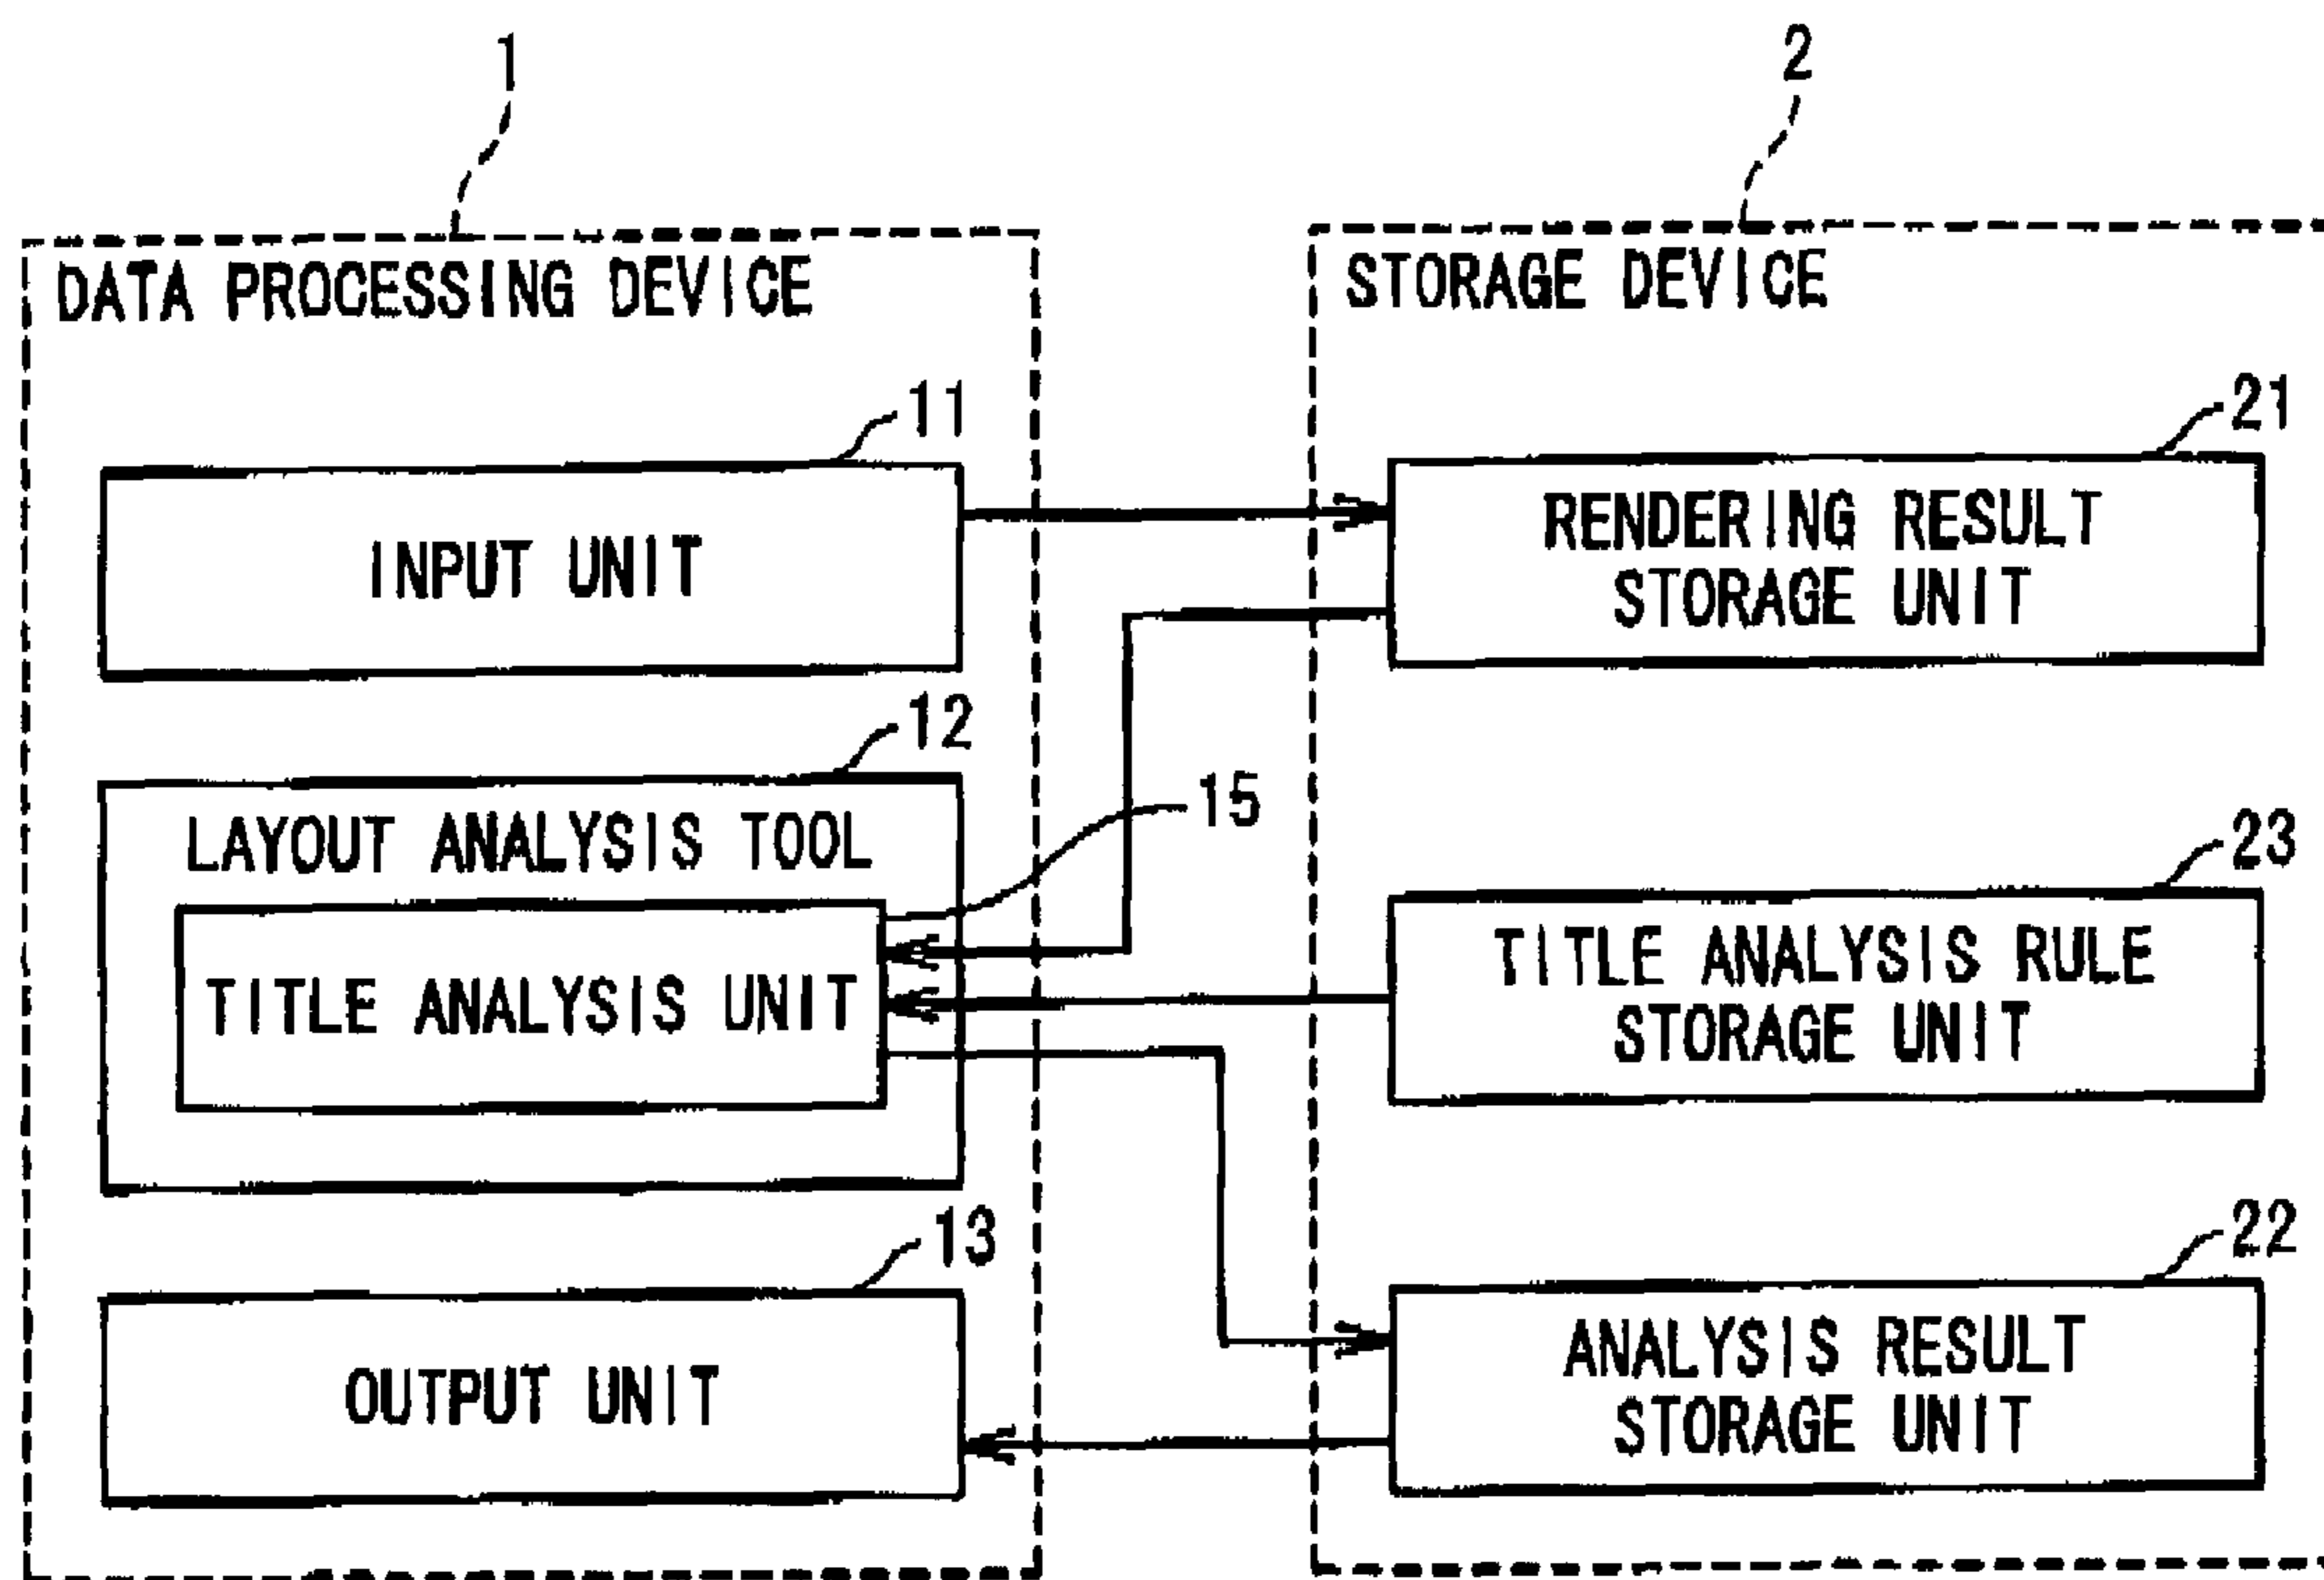 1
2
DATA PROCESSING DEVICE
STORAGE DEVICE
11
21
INPUT UNIT
RENDERING RESULT
STORAGE UNIT
12
15
LAYOUT ANALYSIS TOOL
TITLE ANALYSIS UNIT
23
TITLE ANALYSIS RULE
STORAGE UNIT
13
22
OUTPUT UNIT
ANALYSIS RESULT
STORAGE UNIT